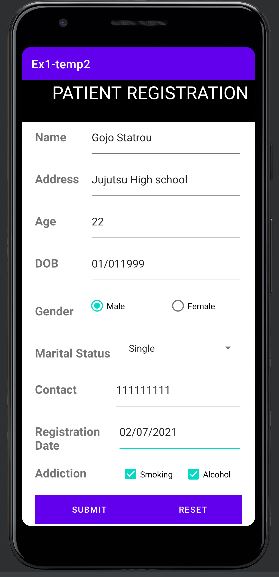 Ex1-temp2
PATIENT REGISTRATION
Name Gojo Statrou
Address Jujutsu High school
Age 22
DOB 01/011999
Gender Male Female
Marital Status Single
Contact 111111111
Registration Date 02/07/2021
Addiction Smoking Alcohol
SUBMIT RESET